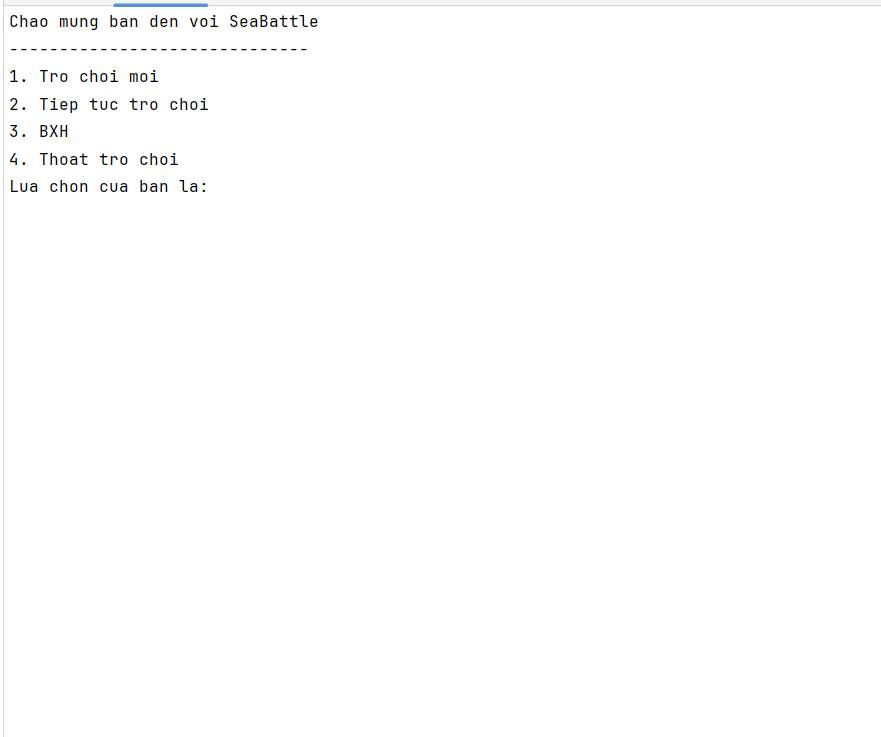 Chao mung ban den voi SeaBattle
------------------------------
1. Tro choi moi
2. Tiep tuc tro choi
3. BXH
4. Thoat tro choi
Lua chon cua ban la: